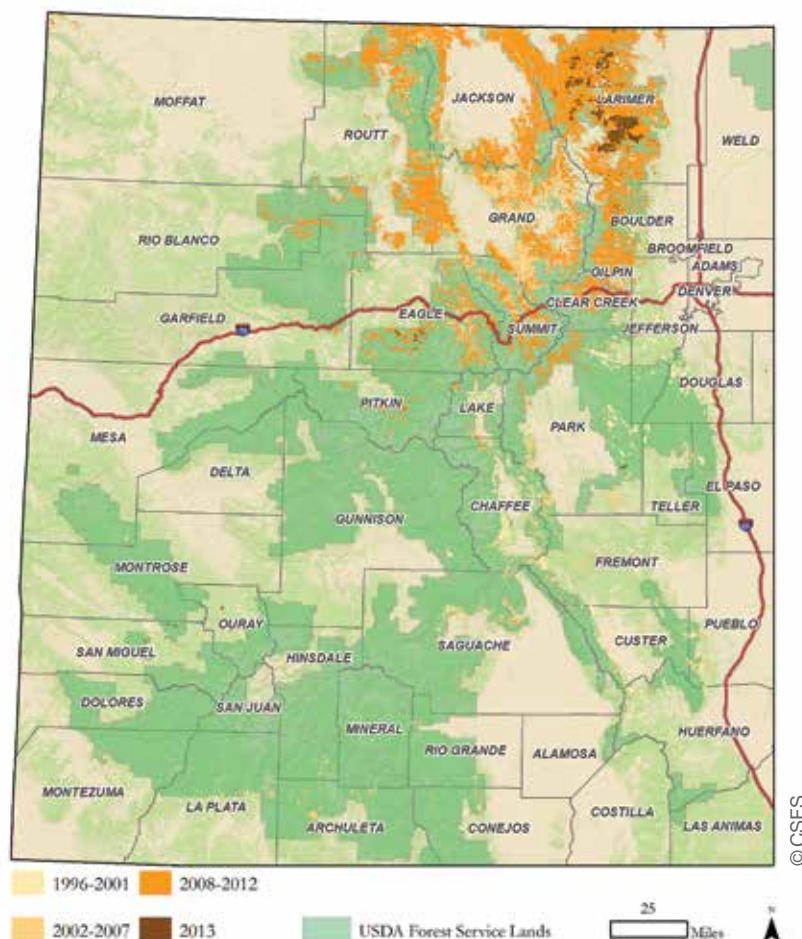 MOFFAT
JACKSON
LARIMER
ROUTT
WELD
GRAND
BOULDER
RIO BLANCO
BROOMFIELD
ADAMS
GILPIN
CLEAR CREEK
DENVER
GARFIELD
EAGLE
SUMMIT
JEFFERSON
DOUGLAS
PITKIN
LAKE
PARK
MESA
DELTA
EL PASO
GUNNISON
CHAFFEE
TELLER
MONTROSE
FREMONT
OURAY
PUEBLO
SAN MIGUEL
HINSDALE
SAGUACHE
CUSTER
DOLORES
SAN JUAN
MINERAL
HUERFANO
RIO GRANDE
ALAMOSA
MONTEZUMA
LA PLATA
ARCHULETA
CONEJOS
COSTILLA
LAS ANIMAS
© CSFS
1996-2001
2008-2012
2002-2007
2013
USDA Forest Service Lands
25
Miles
N